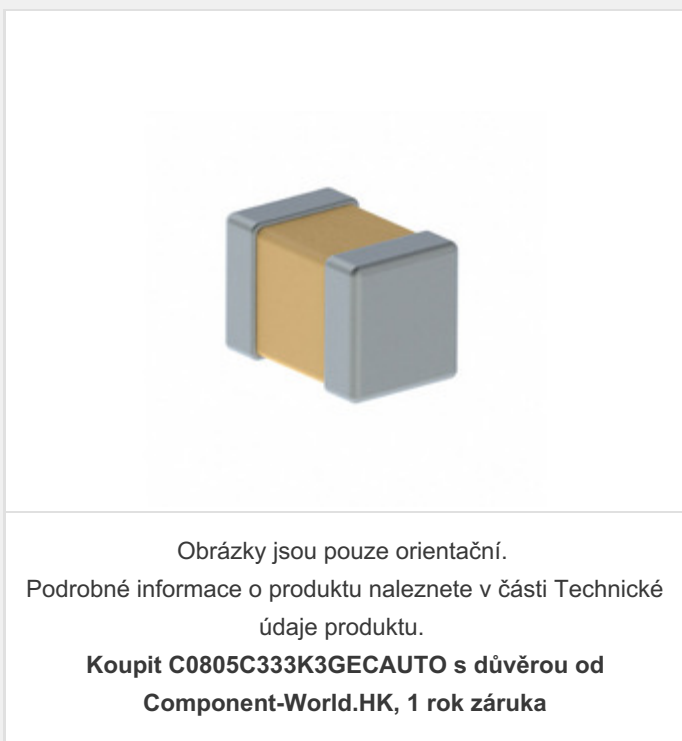 Obrázky jsou pouze orientační.
Podrobné informace o produktu naleznete v části Technické
údaje produktu.
Koupit C0805C333K3GECAUTO s důvěrou od
Component-World.HK, 1 rok záruka